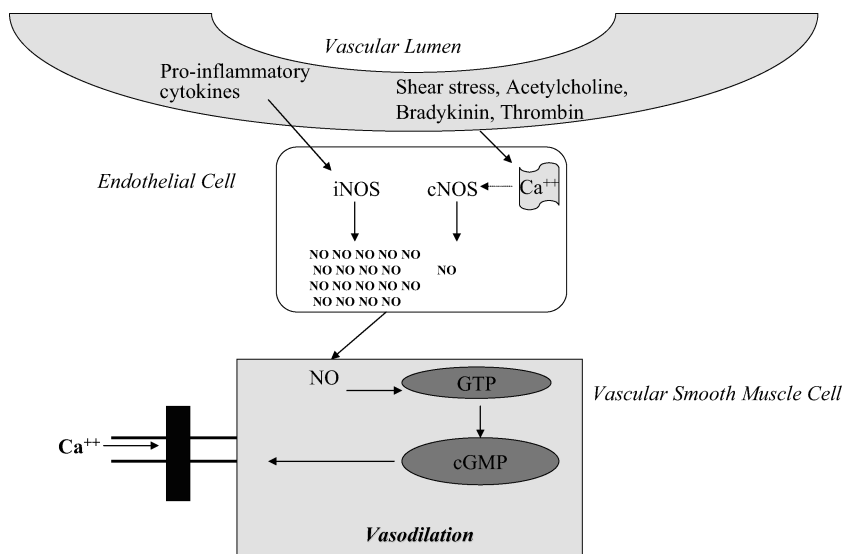 Vascular Lumen
Pro-inflammatory
cytokines
Shear stress, Acetylcholine,
Bradykinin, Thrombin
Endothelial Cell
iNOS
cNOS
Ca++
NO NO NO NO NO
NO NO NO NO
NO NO NO NO NO
NO NO NO NO
NO
NO
GTP
Vascular Smooth Muscle Cell
Ca++
cGMP
Vasodilation